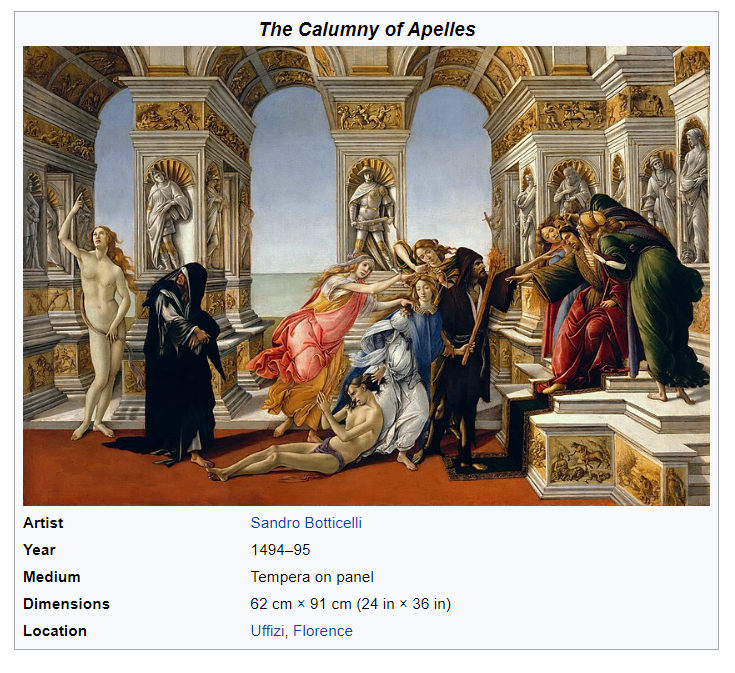 The Calumny of Apelles
Artist Sandro Botticelli
Year 1494–95
Medium Tempera on panel
Dimensions 62 cm × 91 cm (24 in × 36 in)
Location Uffizi, Florence